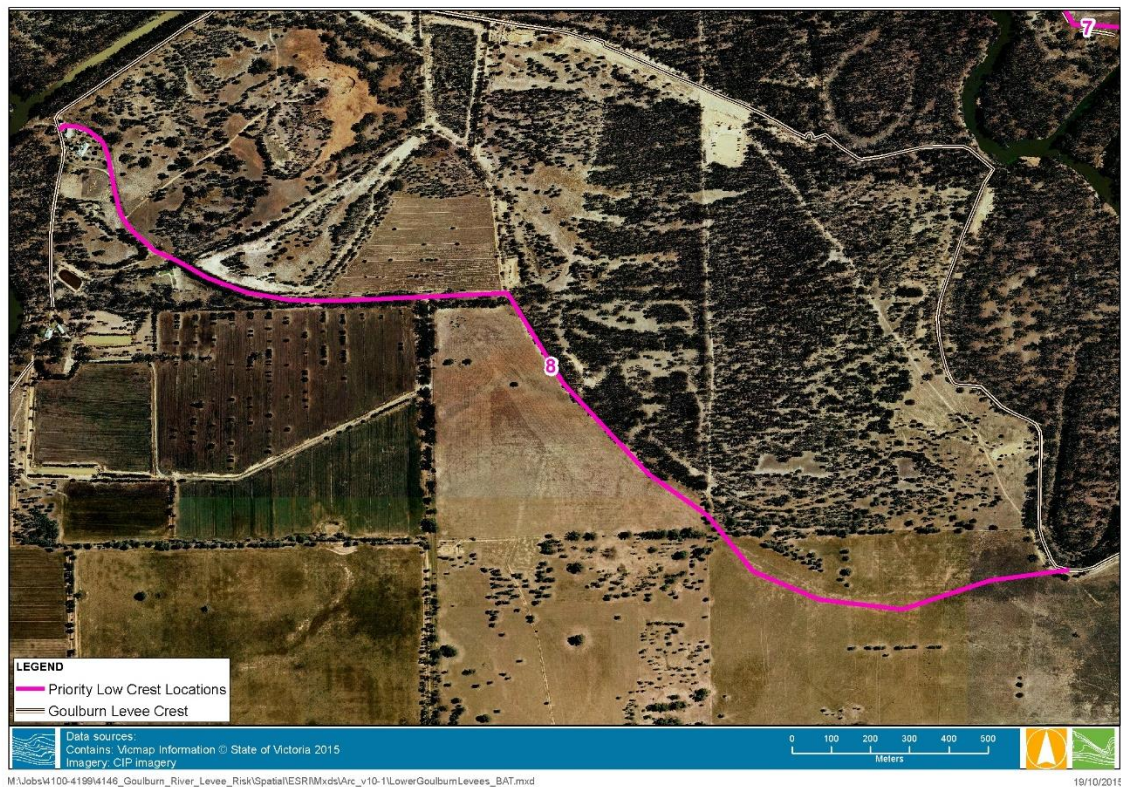 7
8
LEGEND
Priority Low Crest Locations
Goulburn Levee Crest
Data sources:
Contains: Vicmap Information © State of Victoria 2015
Imagery: CIP imagery
0 100 200 300 400 500
Meters
M:\Jobs\4100-4199\4146_Goulburn_River_Levee_Risk\Spatial\ESRI\Mxds\Arc_v10-1\LowerGoulburnLevees_BAT.mxd
19/10/2015